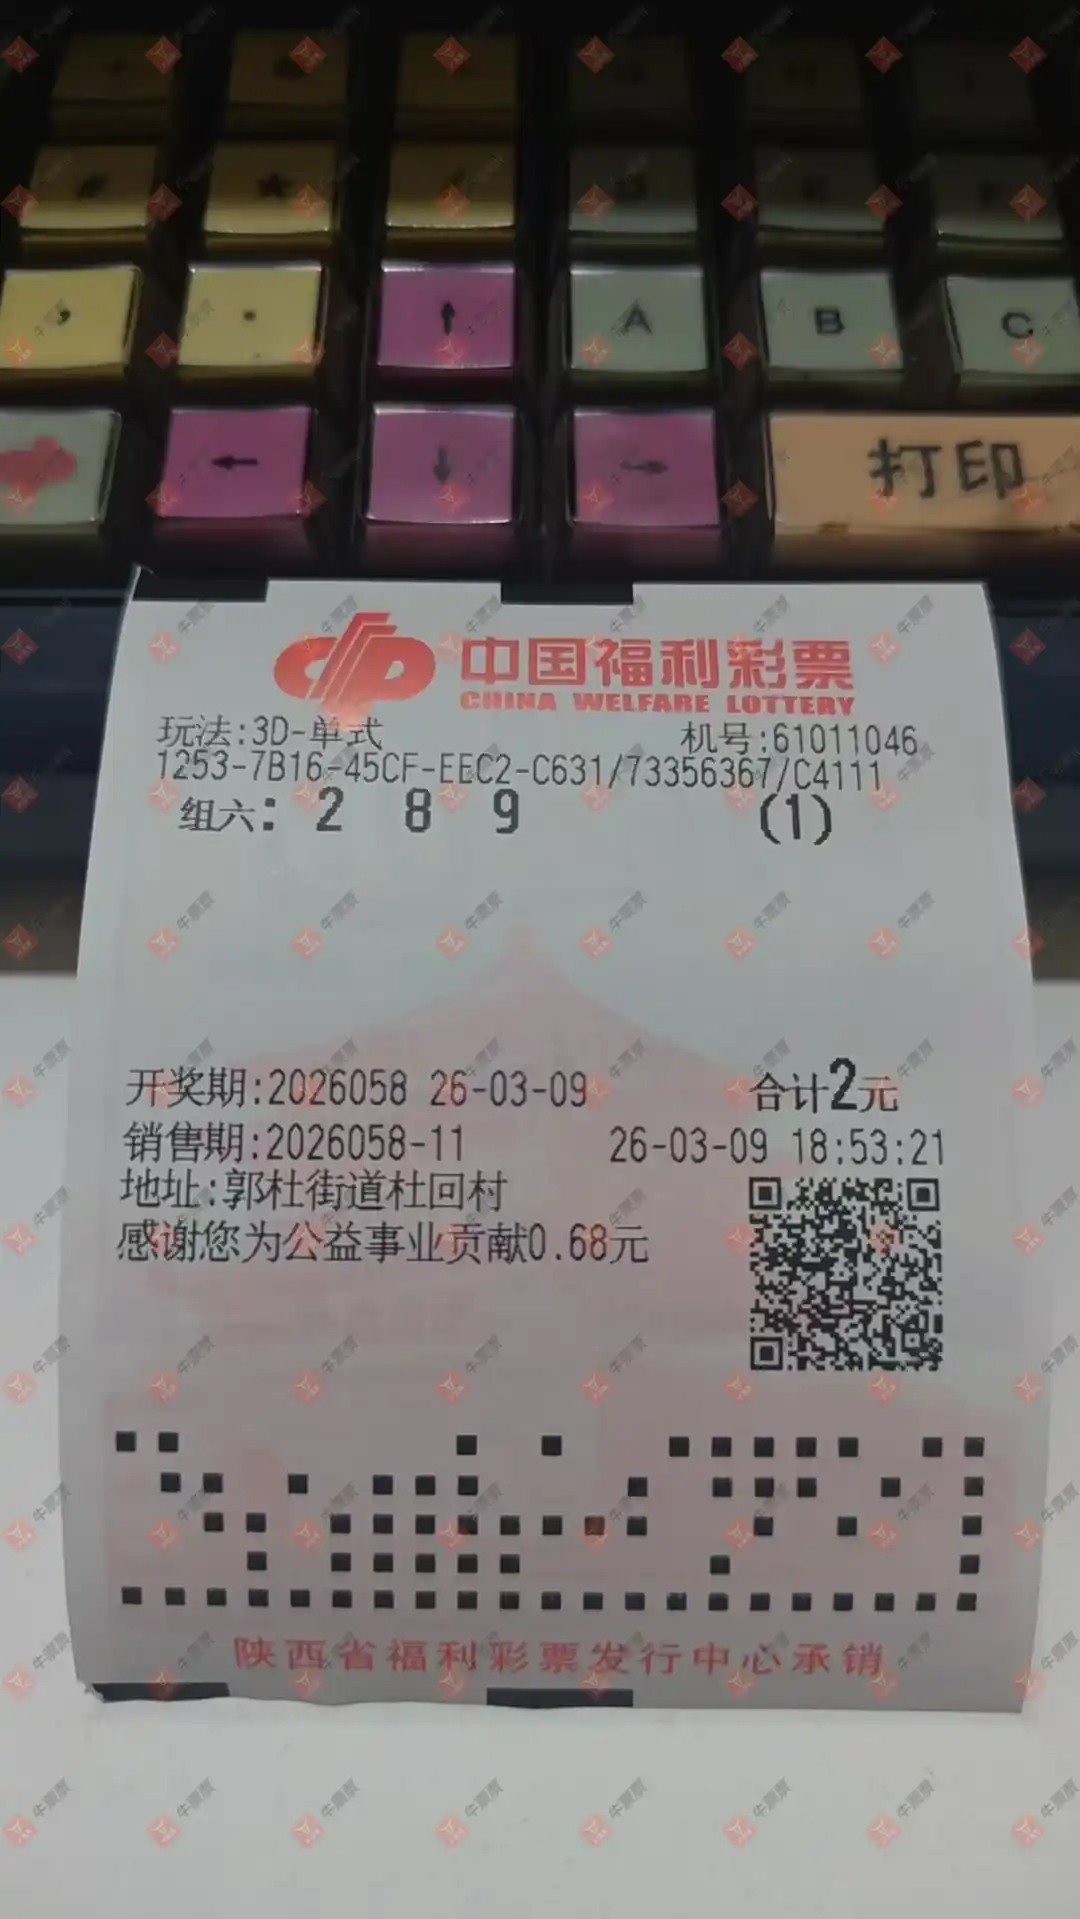 A B C
打印
中国福利彩票
CHINA WELFARE LOTTERY
玩法:3D-单式 机号:61011046
1253-7B16-45CF-EEC2-C631/73356367/C4111
组六: 2 8 9 (1)
开奖期:2026058 26-03-09 合计2元
销售期:2026058-11 26-03-09 18:53:21
地址:郭杜街道杜回村
感谢您为公益事业贡献0.68元
陕西省福利彩票发行中心承销
牛票票